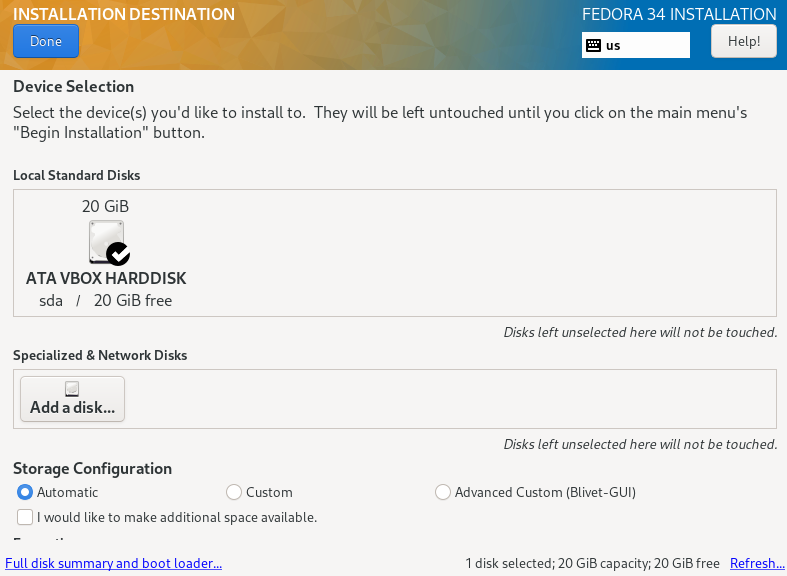 INSTALLATION DESTINATION
FEDORA 34 INSTALLATION
Done
us
Help!
Device Selection
Select the device(s) you'd like to install to.  They will be left untouched until you click on the main menu's
"Begin Installation" button.
Local Standard Disks
20 GiB
ATA VBOX HARDDISK
sda / 20 GiB free
Disks left unselected here will not be touched.
Specialized & Network Disks
Add a disk...
Disks left unselected here will not be touched.
Storage Configuration
Automatic
Custom
Advanced Custom (Blivet-GUI)
I would like to make additional space available.
Full disk summary and boot loader...
1 disk selected; 20 GiB capacity; 20 GiB free
Refresh...